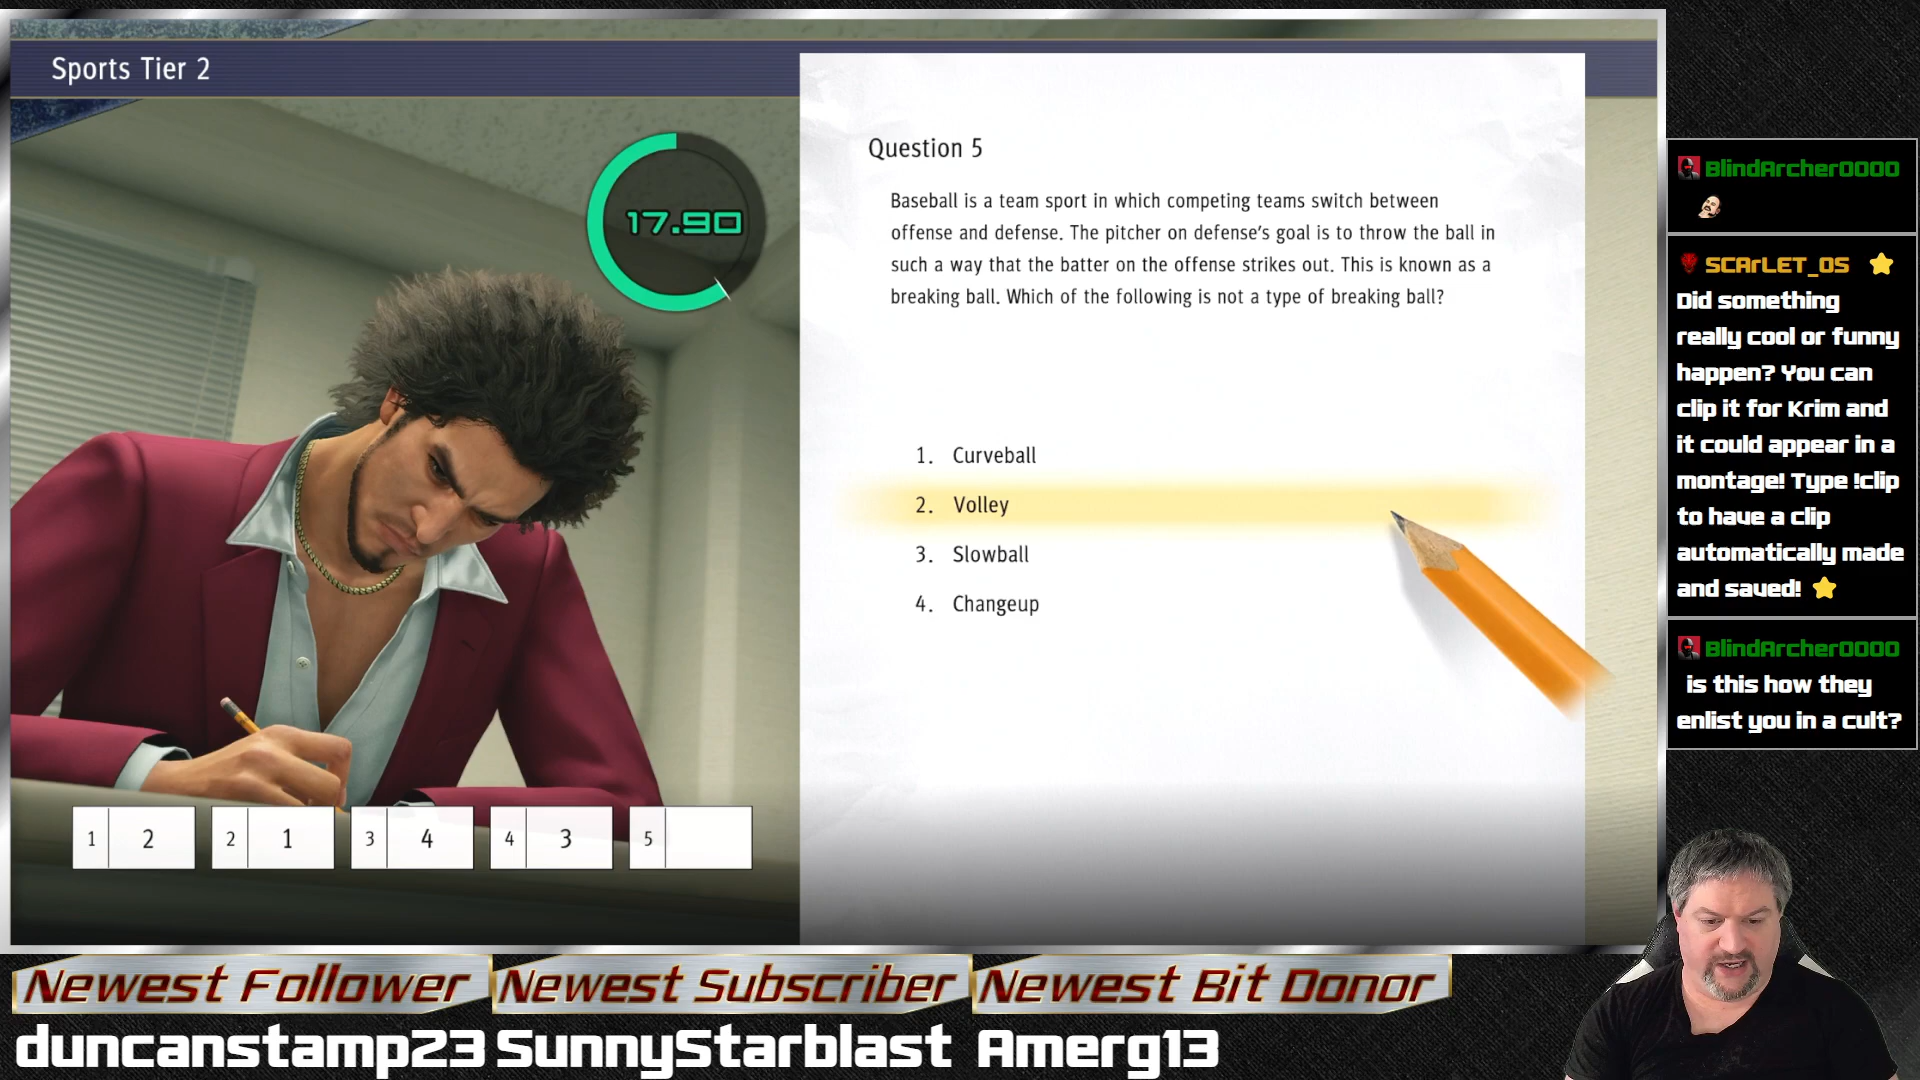 Sports Tier 2
17.90
Question 5
Baseball is a team sport in which competing teams switch between
offense and defense. The pitcher on defense's goal is to throw the ball in
such a way that the batter on the offense strikes out. This is known as a
breaking ball. Which of the following is not a type of breaking ball?
1. Curveball
2. Volley
3. Slowball
4. Changeup
1 2 2 1 3 4 4 3 5
BlindArcher0000
SCArLET_OS
Did something
really cool or funny
happen? You can
clip it for Krim and
it could appear in a
montage! Type !clip
to have a clip
automatically made
and saved!
BlindArcher0000
is this how they
enlist you in a cult?
Newest Follower Newest Subscriber Newest Bit Donor
duncanstamp23 SunnyStarblast Amerg13